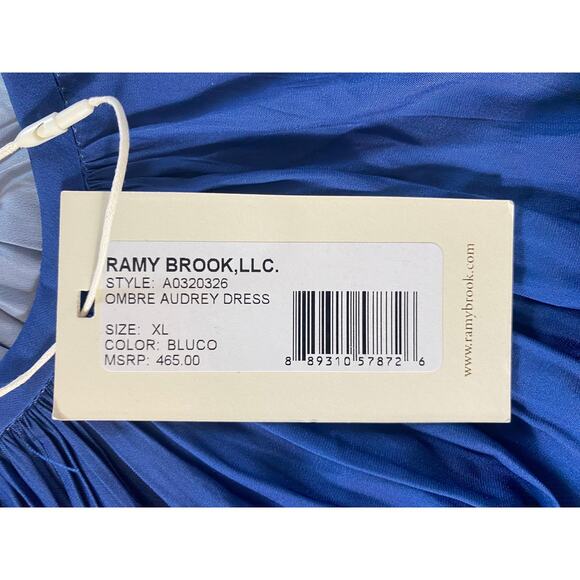 RAMY BROOK,LLC.
STYLE: A0320326
OMBRE AUDREY DRESS
SIZE: XL
COLOR: BLUCO
MSRP: 465.00
8 89310 57872 6
www.ramybrook.com